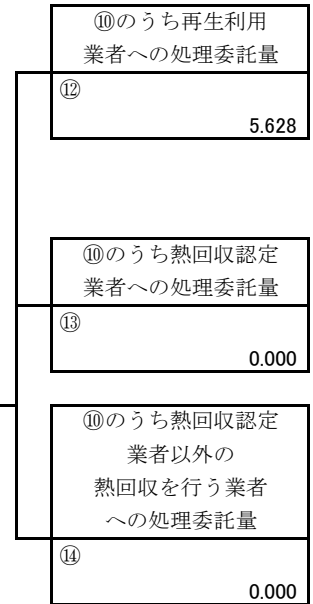 ⑩のうち再生利用
業者への処理委託量
⑫
5.628
⑩のうち熱回収認定
業者への処理委託量
⑬
0.000
⑩のうち熱回収認定
業者以外の
熱回収を行う業者
への処理委託量
⑭
0.000